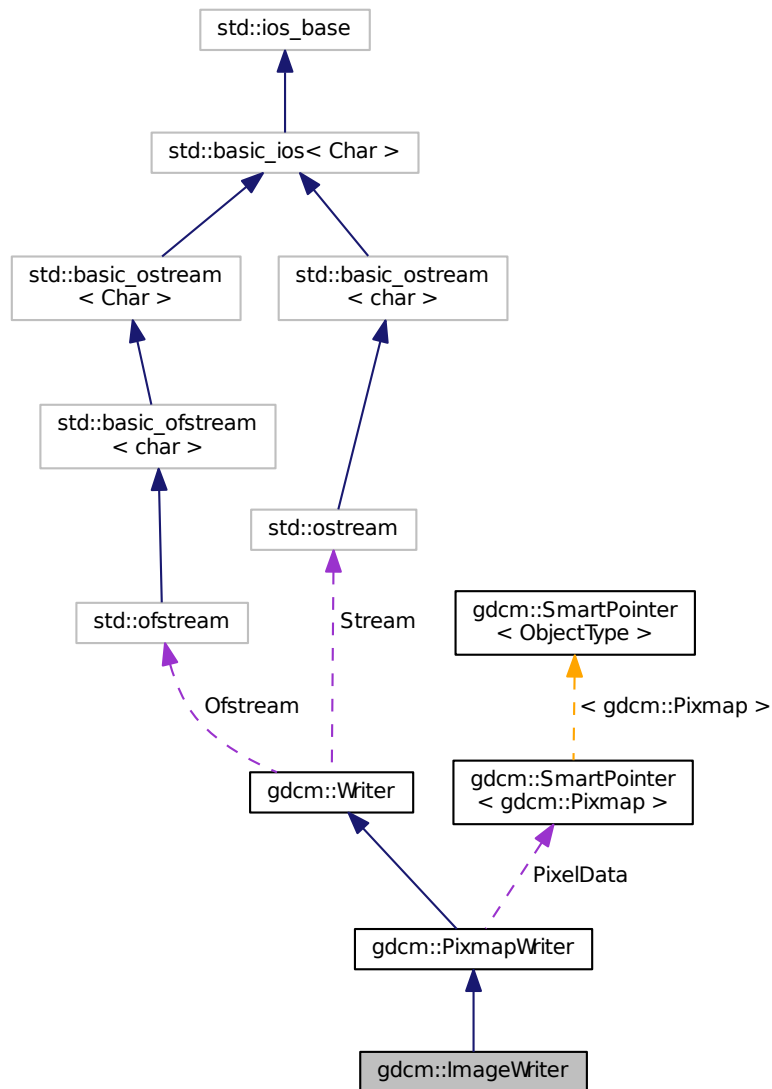 std::ios_base
std::basic_ios< Char >
std::basic_ostream
< Char >
std::basic_ostream
< char >
std::basic_ofstream
< char >
std::ostream
std::ofstream
Stream
gdcm::SmartPointer
< ObjectType >
Ofstream
< gdcm::Pixmap >
gdcm::Writer
gdcm::SmartPointer
< gdcm::Pixmap >
PixelData
gdcm::PixmapWriter
gdcm::ImageWriter